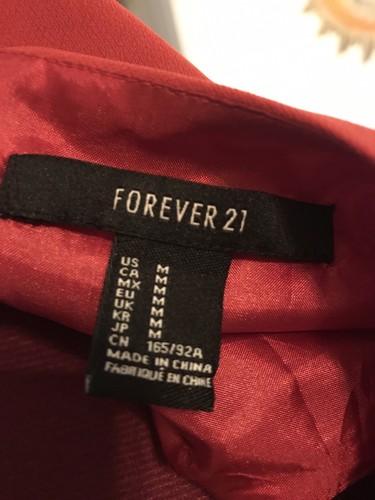 FOREVER 21
US M
CA M
MX M
EU M
UK M
KR M
JP M
CN 165/92A
MADE IN CHINA
FABRIQUÉ EN CHINE